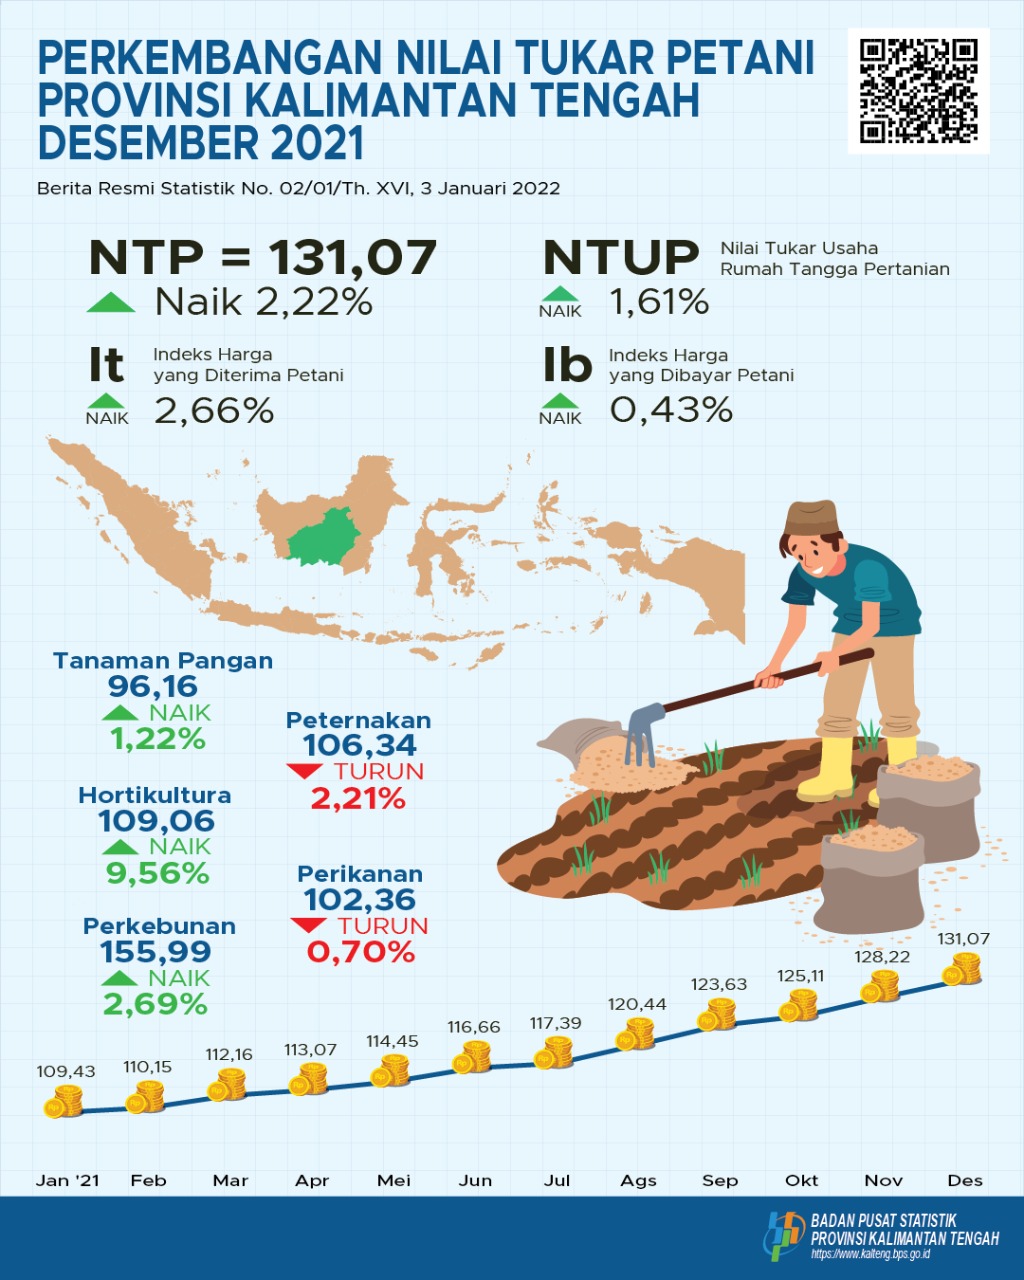 PERKEMBANGAN NILAI TUKAR PETANI
PROVINSI KALIMANTAN TENGAH
DESEMBER 2021
Berita Resmi Statistik No. 02/01/Th. XVI, 3 Januari 2022
NTP = 131,07
Naik 2,22%
NTUP
Nilai Tukar Usaha
Rumah Tangga Pertanian
NAIK
1,61%
It
Indeks Harga
yang Diterima Petani
NAIK
2,66%
Ib
Indeks Harga
yang Dibayar Petani
NAIK
0,43%
Tanaman Pangan
96,16
NAIK
1,22%
Hortikultura
109,06
NAIK
9,56%
Perkebunan
155,99
NAIK
2,69%
Peternakan
106,34
TURUN
2,21%
Perikanan
102,36
TURUN
0,70%
109,43
110,15
112,16
113,07
114,45
116,66
117,39
120,44
123,63
125,11
128,22
131,07
Jan '21 Feb Mar Apr Mei Jun Jul Ags Sep Okt Nov Des
BADAN PUSAT STATISTIK
PROVINSI KALIMANTAN TENGAH
https://www.kalteng.bps.go.id